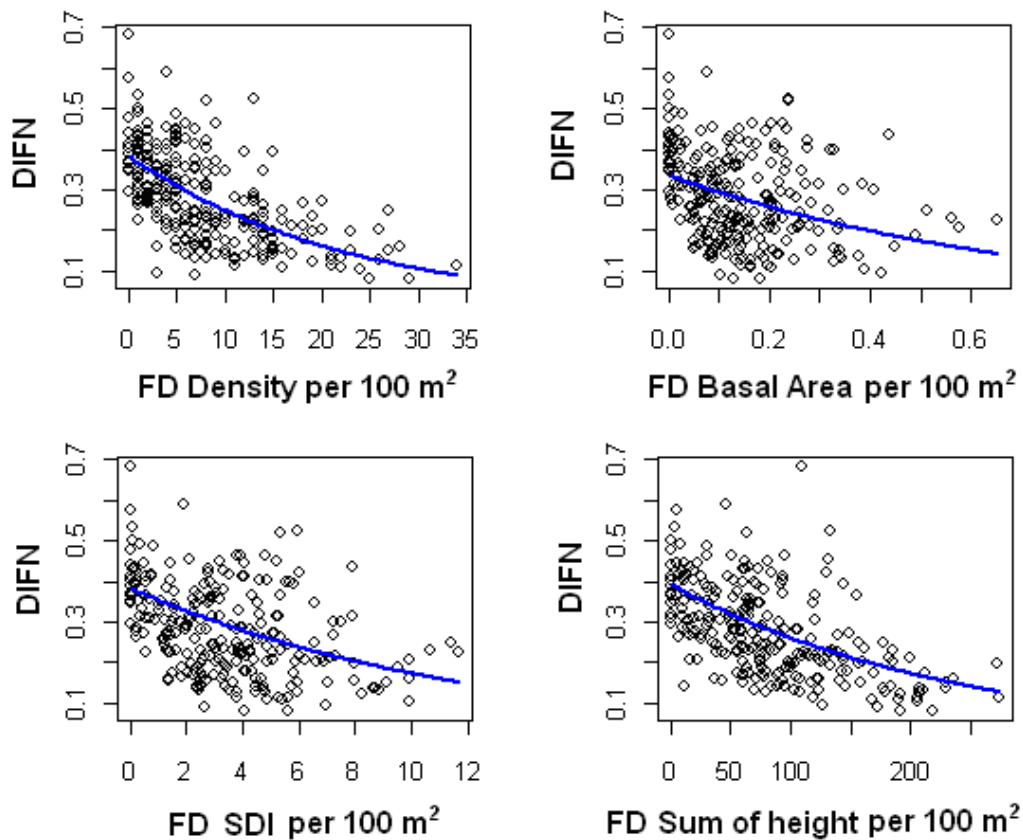 0.7
0.5
0.3
0.1
DIFN
0 5 10 15 20 25 30 35
FD Density per 100 m²
0.7
0.5
0.3
0.1
DIFN
0.0 0.2 0.4 0.6
FD Basal Area per 100 m²
0.7
0.5
0.3
0.1
DIFN
0 2 4 6 8 10 12
FD SDI per 100 m²
0.7
0.5
0.3
0.1
DIFN
0 50 100 200
FD Sum of height per 100 m²